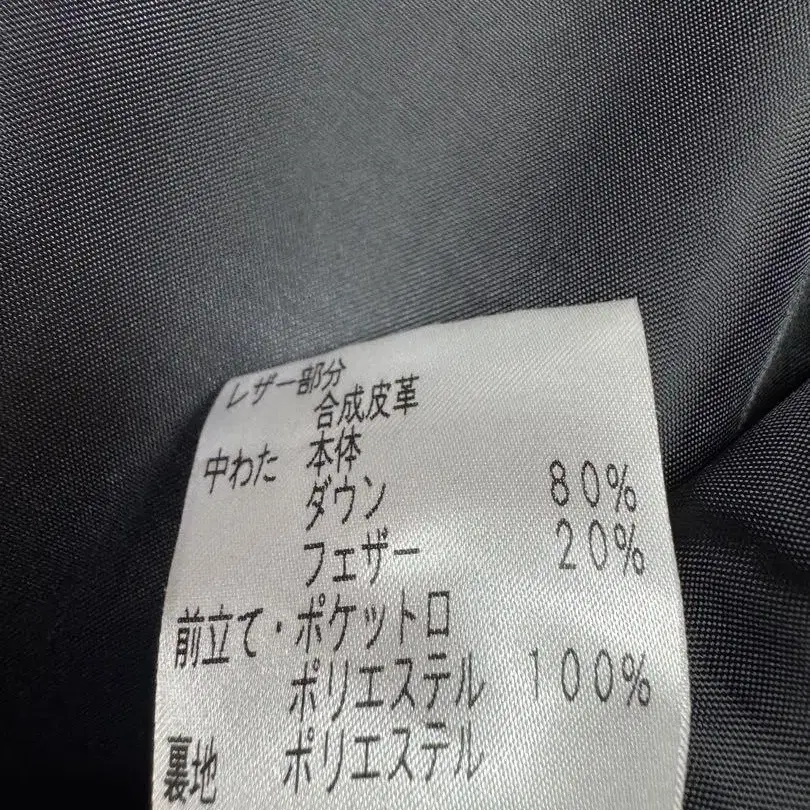 レザー部分
合成皮革
中わた 本体
ダウン 80%
フェザー 20%
前立て・ポケット口
ポリエステル 100%
裏地 ポリエステル